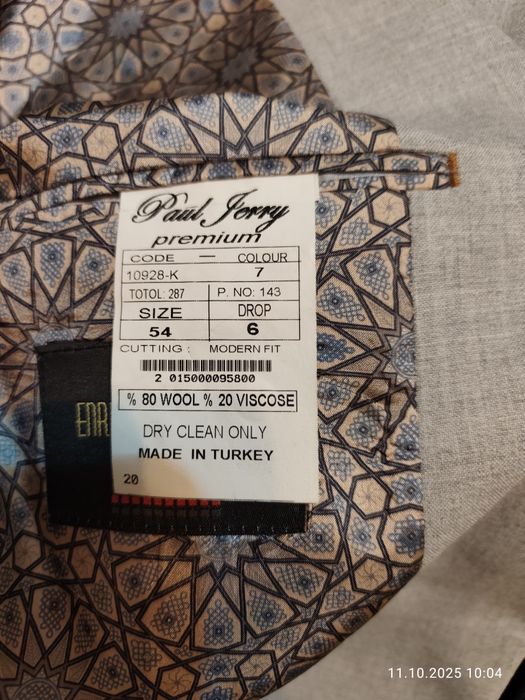 Paul Jerry
premium
CODE — COLOUR
10928-K 7
TOTOL: 287 P. NO: 143
SIZE DROP
54 6
CUTTING : MODERN FIT
2 015000095800
% 80 WOOL % 20 VISCOSE
DRY CLEAN ONLY
MADE IN TURKEY
20
11.10.2025 10:04